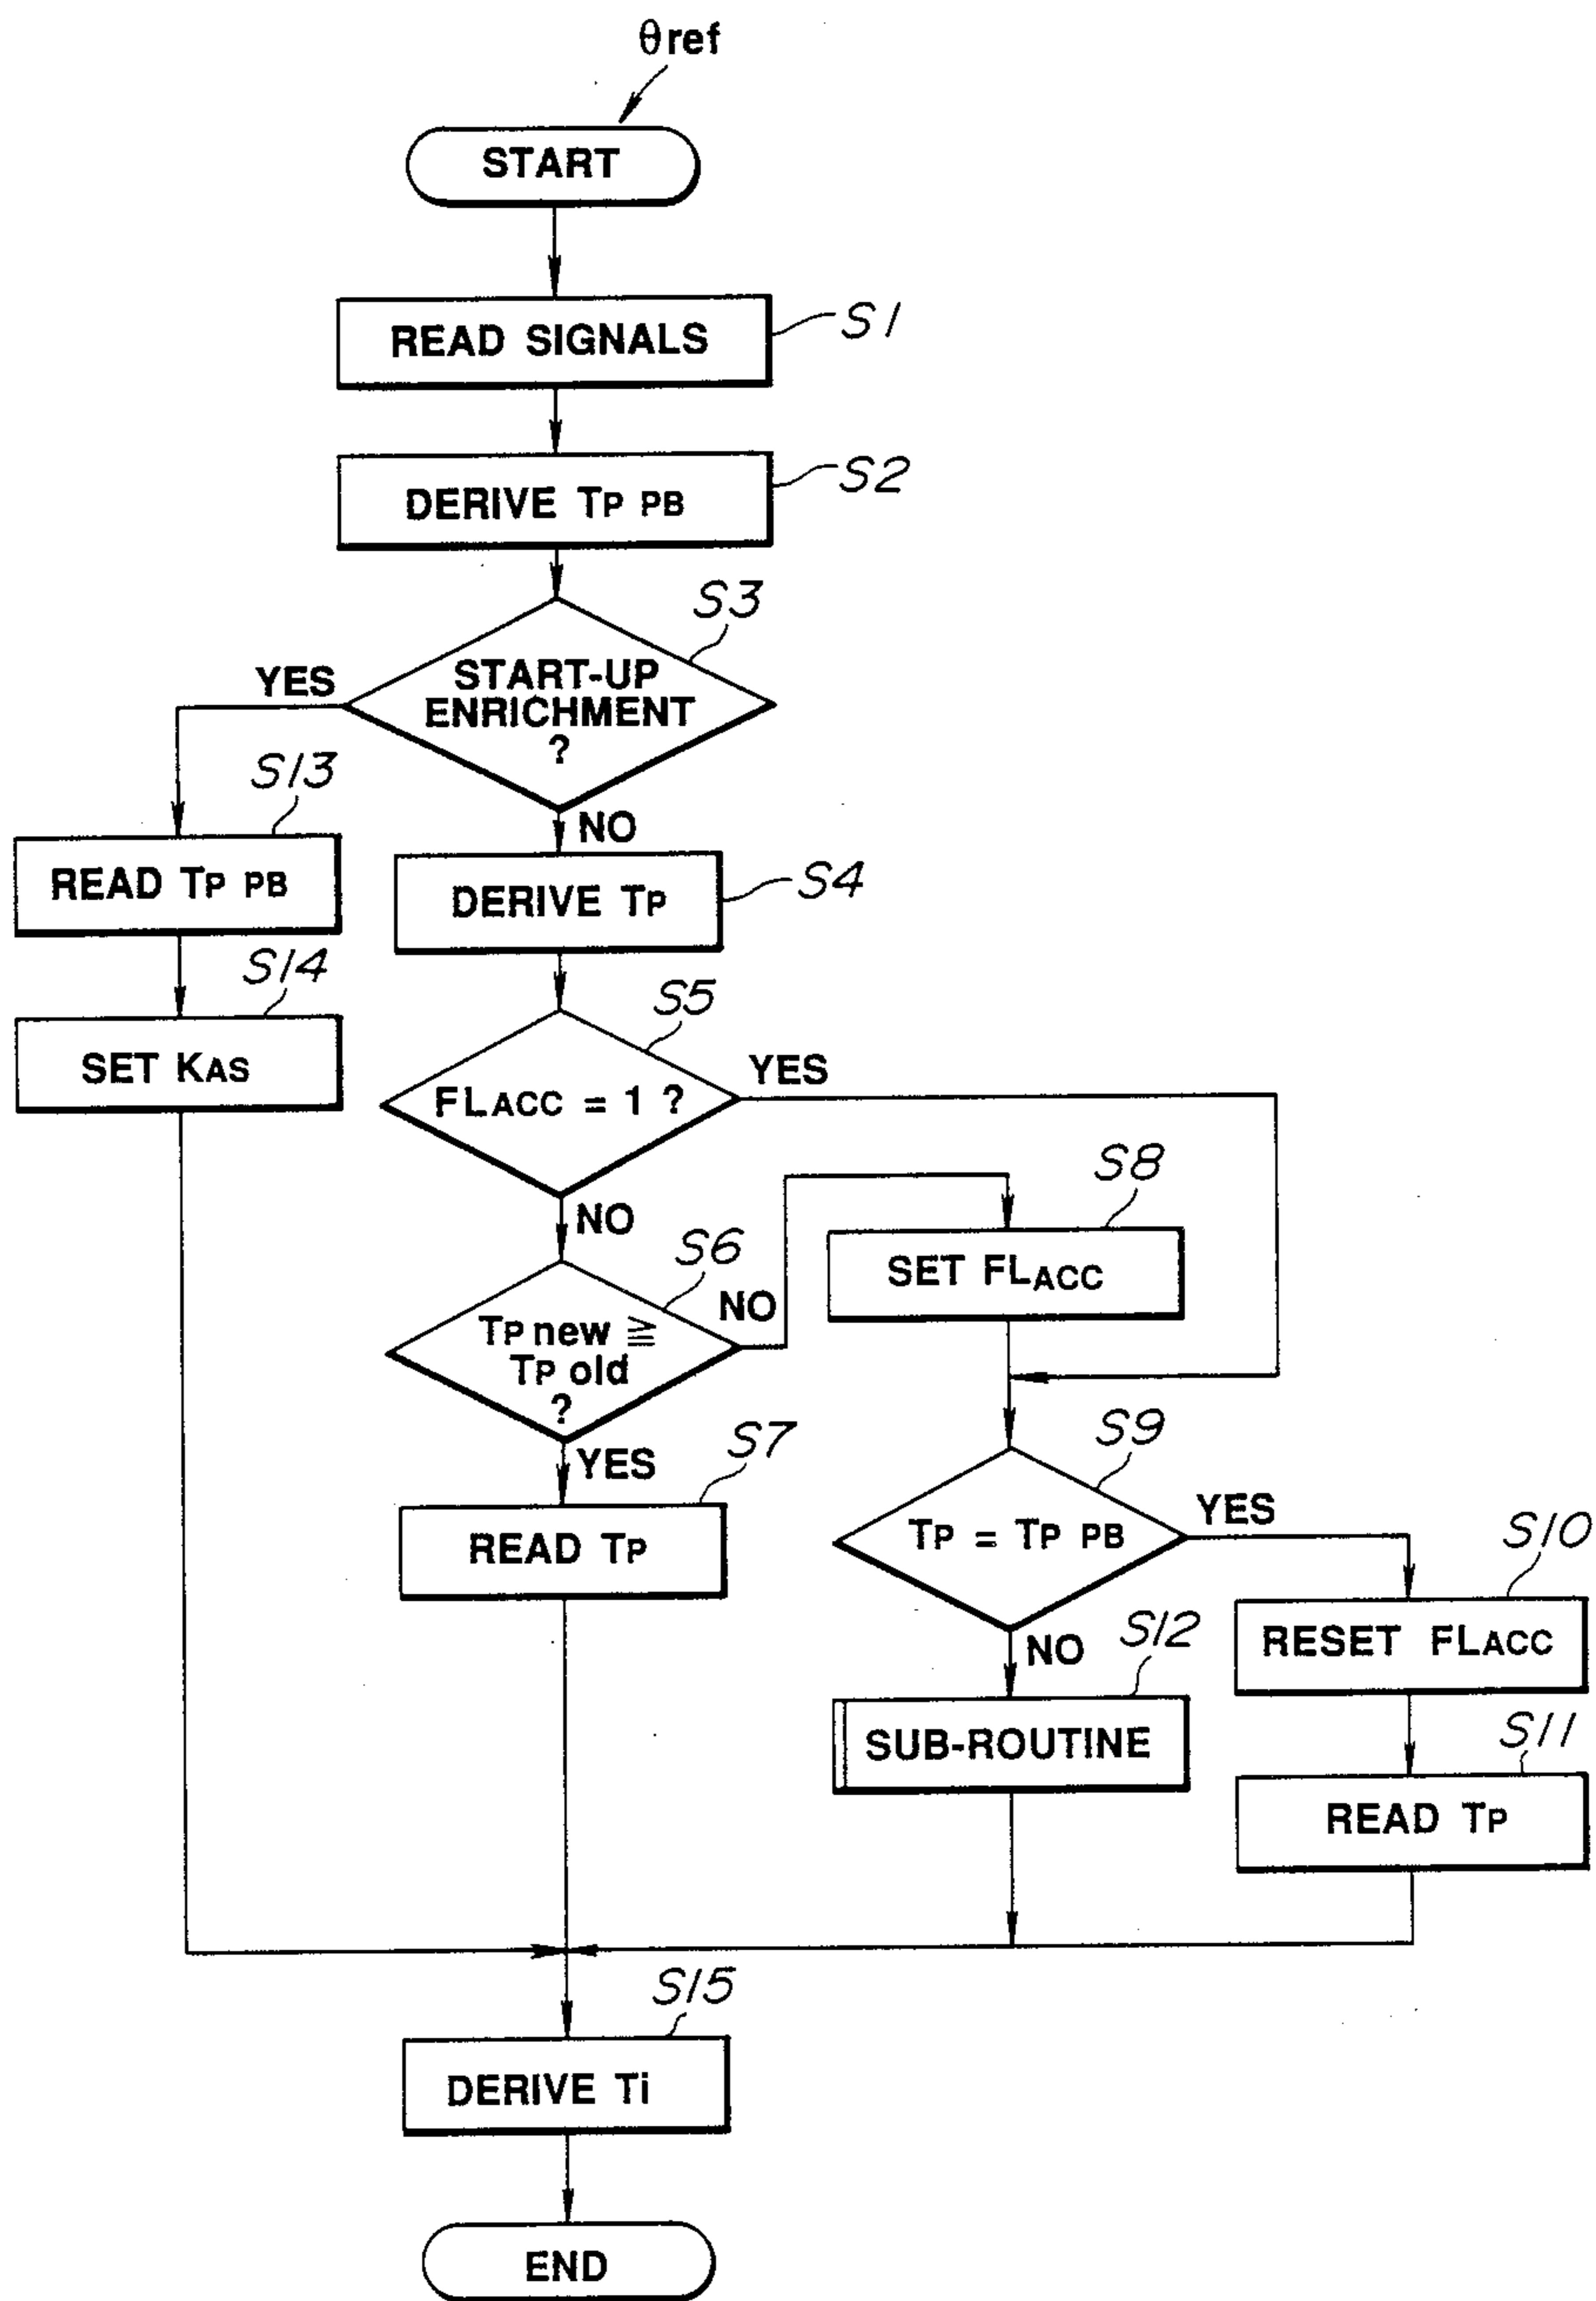 θref
START
READ SIGNALS
S1
DERIVE TP PB
S2
S3
START-UP
ENRICHMENT
?
YES
NO
S13
READ TP PB
S14
SET KAS
DERIVE TP
S4
S5
FLACC = 1 ?
YES
NO
S6
TP new ≧
TP old
?
NO
YES
S8
SET FLACC
S7
READ TP
S9
TP = TP PB
YES
NO
S10
RESET FLACC
S12
SUB-ROUTINE
S11
READ TP
S15
DERIVE Ti
END